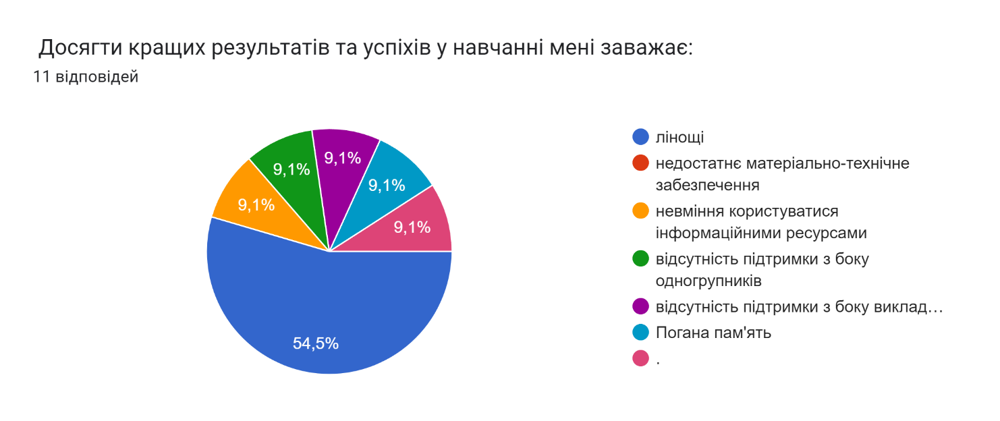 Досягти кращих результатів та успіхів у навчанні мені заважає:
11 відповідей
9,1%
9,1%
9,1%
9,1%
9,1%
54,5%
лінощі
недостатнє матеріально-технічне
забезпечення
невміння користуватися
інформаційними ресурсами
відсутність підтримки з боку
одногрупників
відсутність підтримки з боку виклад…
Погана пам'ять
.